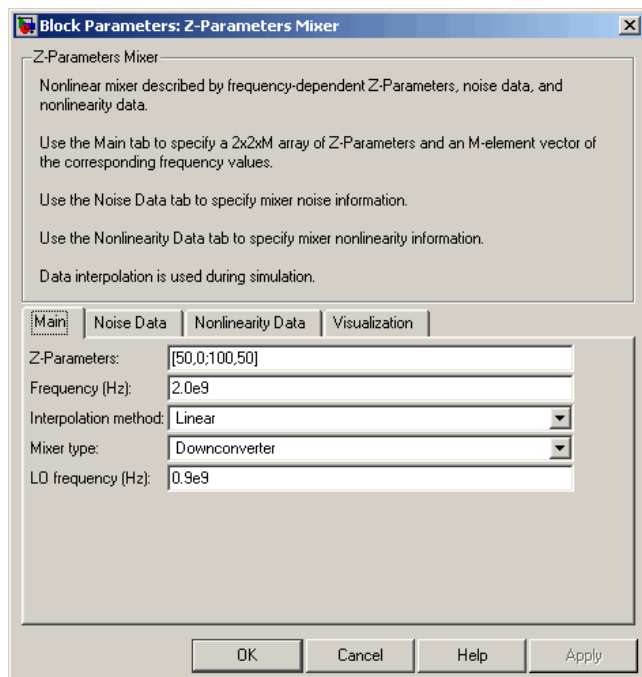 Block Parameters: Z-Parameters Mixer
Z-Parameters Mixer
Nonlinear mixer described by frequency-dependent Z-Parameters, noise data, and
nonlinearity data.
Use the Main tab to specify a 2x2xM array of Z-Parameters and an M-element vector of
the corresponding frequency values.
Use the Noise Data tab to specify mixer noise information.
Use the Nonlinearity Data tab to specify mixer nonlinearity information.
Data interpolation is used during simulation.
Main Noise Data Nonlinearity Data Visualization
Z-Parameters: [50,0;100,50]
Frequency (Hz): 2.0e9
Interpolation method: Linear
Mixer type: Downconverter
LO frequency (Hz): 0.9e9
OK Cancel Help Apply